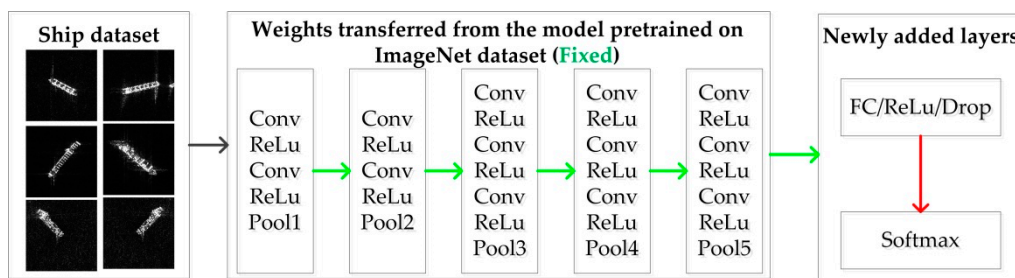 Ship dataset
Weights transferred from the model pretrained on
ImageNet dataset (Fixed)
Conv
ReLu
Conv
ReLu
Pool1
Conv
ReLu
Conv
ReLu
Pool2
Conv
ReLu
Conv
ReLu
Conv
ReLu
Pool3
Conv
ReLu
Conv
ReLu
Conv
ReLu
Pool4
Conv
ReLu
Conv
ReLu
Conv
ReLu
Pool5
Newly added layers
FC/ReLu/Drop
Softmax